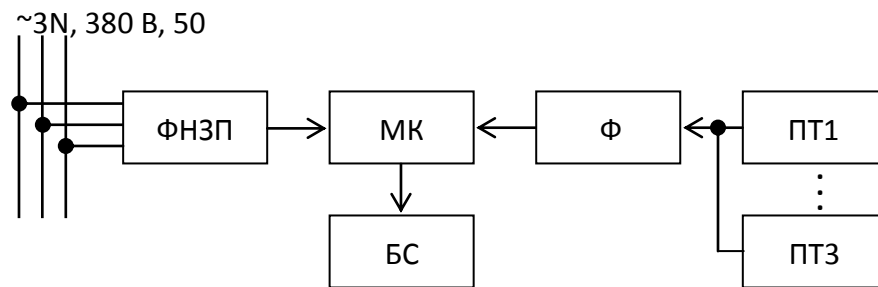 ~3N, 380 В, 50
ФНЗП
МК
Ф
ПТ1
БС
ПТ3